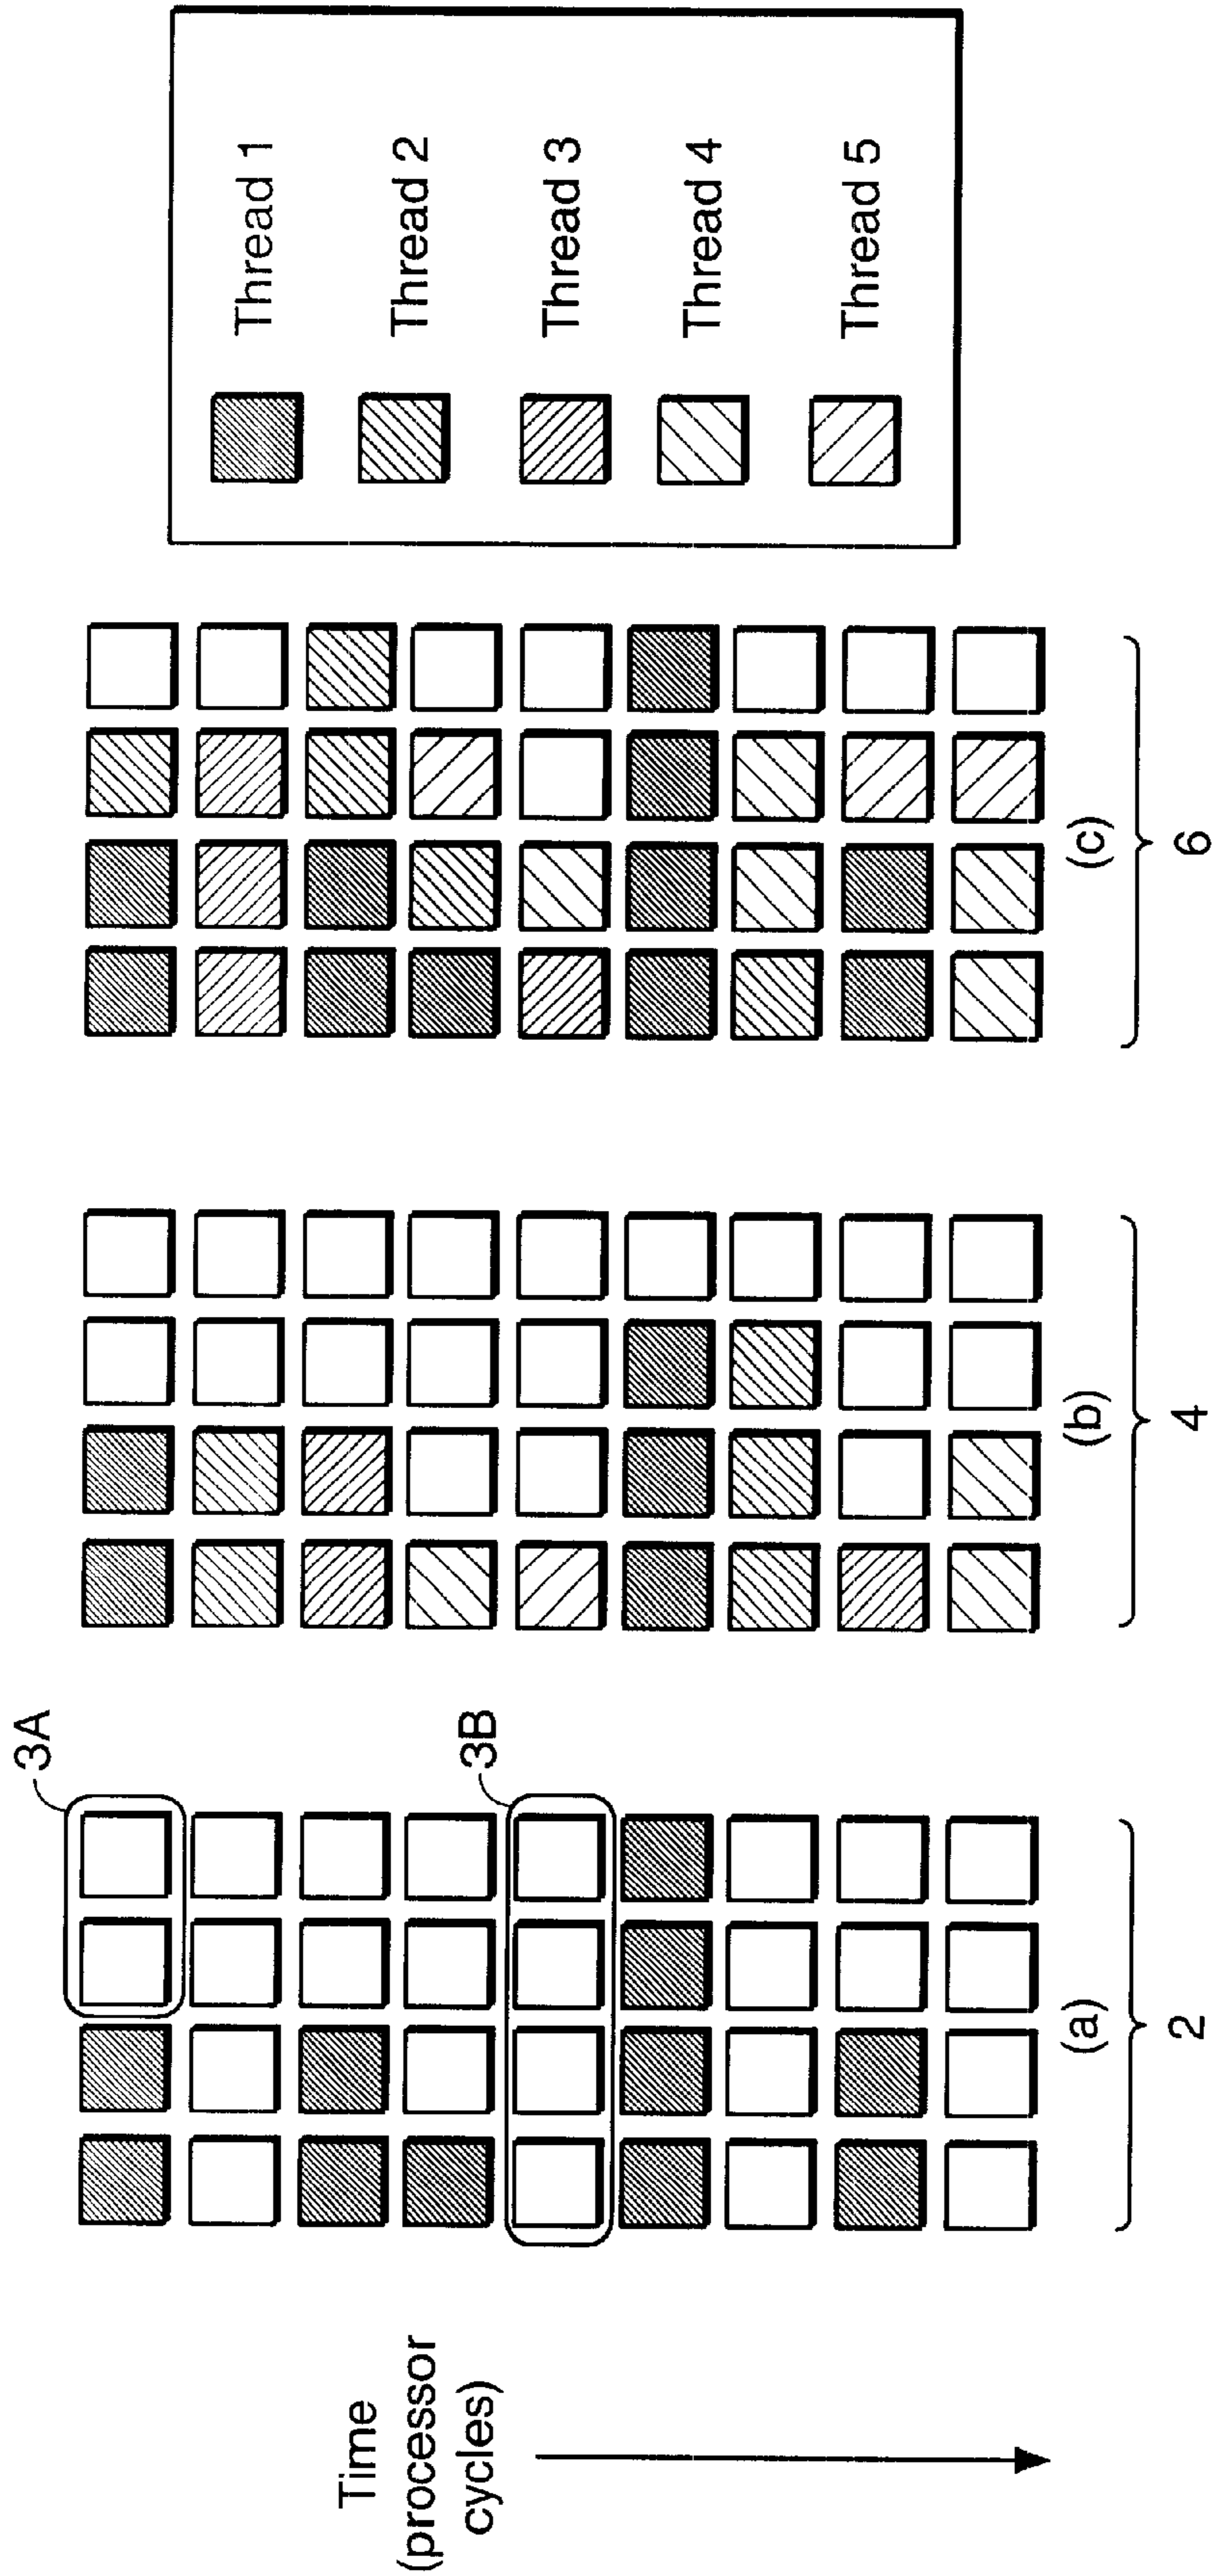 Time
(processor
cycles)
3A
3B
(a)
2
(b)
4
(c)
6
Thread 1
Thread 2
Thread 3
Thread 4
Thread 5